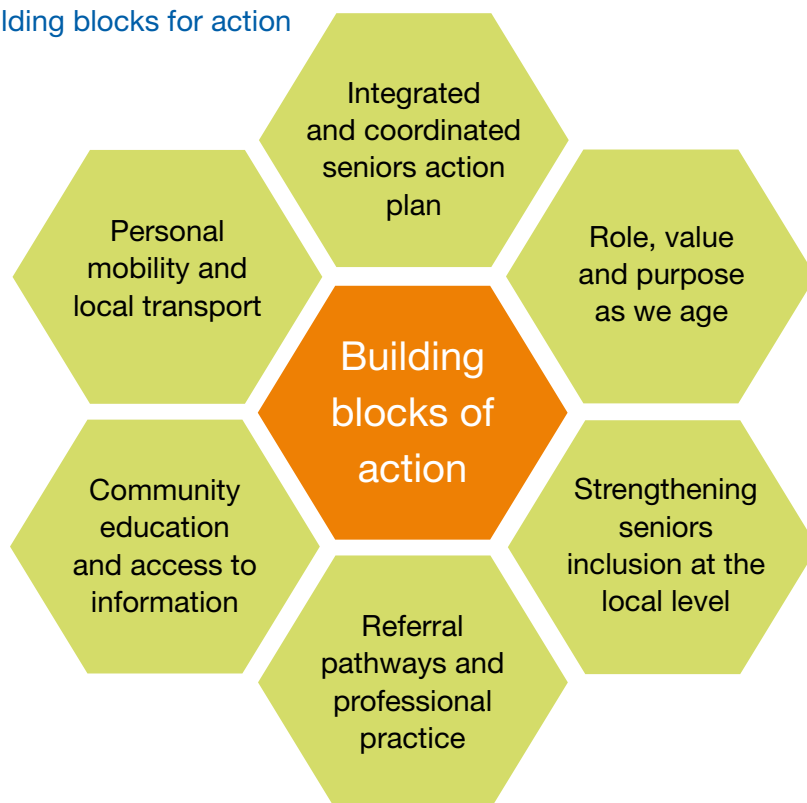 lding blocks for action
Integrated
and coordinated
seniors action
plan
Role, value
and purpose
as we age
Strengthening
seniors
inclusion at the
local level
Referral
pathways and
professional
practice
Community
education
and access to
information
Personal
mobility and
local transport
Building
blocks of
action